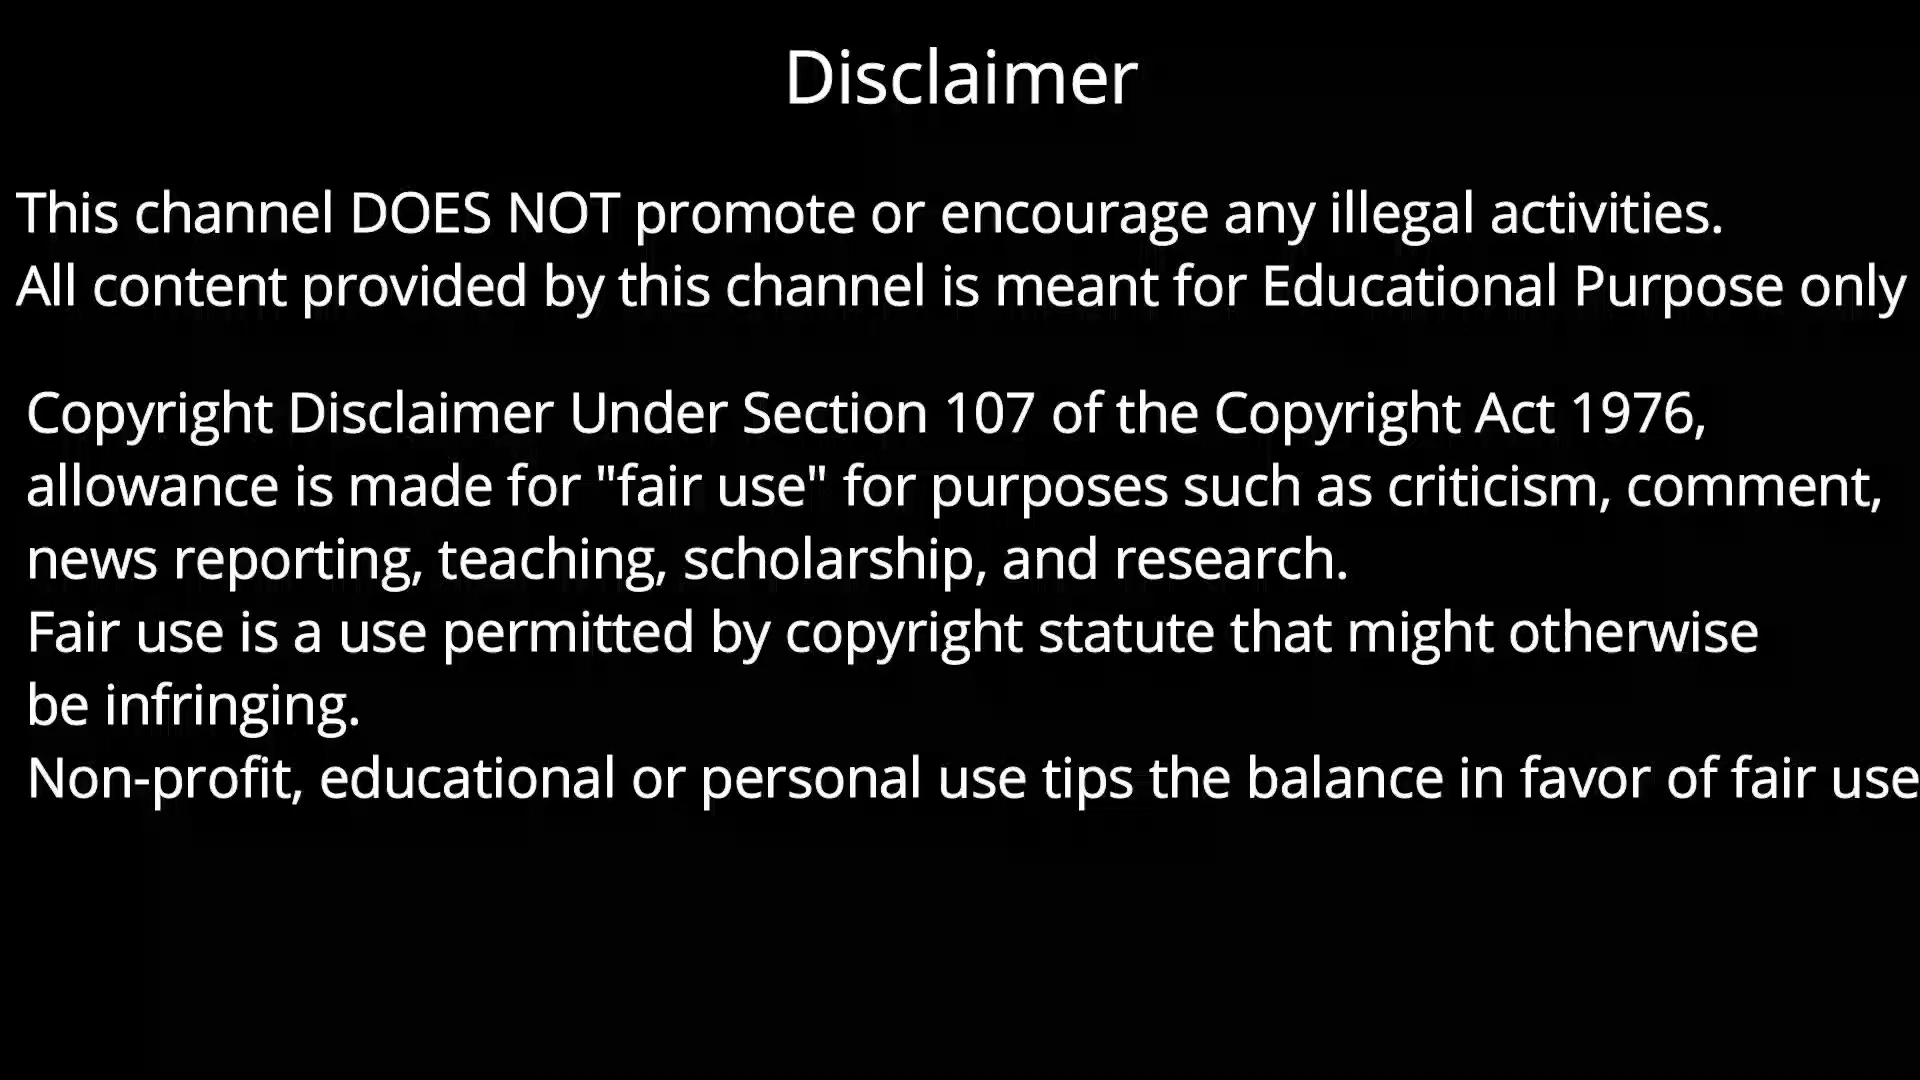 Disclaimer
This channel DOES NOT promote or encourage any illegal activities.
All content provided by this channel is meant for Educational Purpose only
Copyright Disclaimer Under Section 107 of the Copyright Act 1976,
allowance is made for "fair use" for purposes such as criticism, comment,
news reporting, teaching, scholarship, and research.
Fair use is a use permitted by copyright statute that might otherwise
be infringing.
Non-profit, educational or personal use tips the balance in favor of fair use